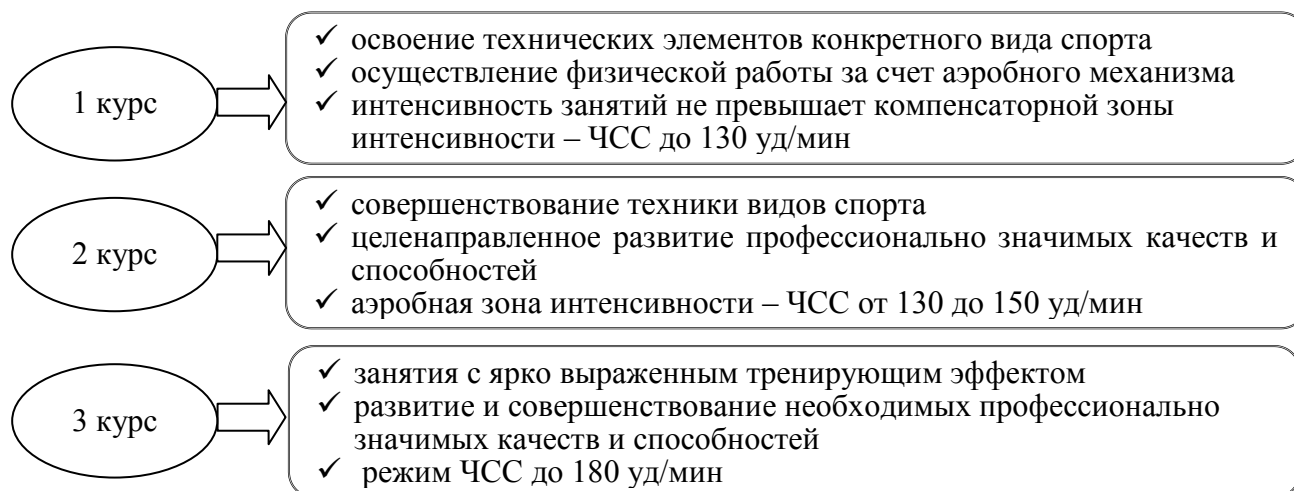 1 курс
✓ освоение технических элементов конкретного вида спорта
✓ осуществление физической работы за счет аэробного механизма
✓ интенсивность занятий не превышает компенсаторной зоны
интенсивности – ЧСС до 130 уд/мин
2 курс
✓ совершенствование техники видов спорта
✓ целенаправленное развитие профессионально значимых качеств и
способностей
✓ аэробная зона интенсивности – ЧСС от 130 до 150 уд/мин
3 курс
✓ занятия с ярко выраженным тренирующим эффектом
✓ развитие и совершенствование необходимых профессионально
значимых качеств и способностей
✓ режим ЧСС до 180 уд/мин